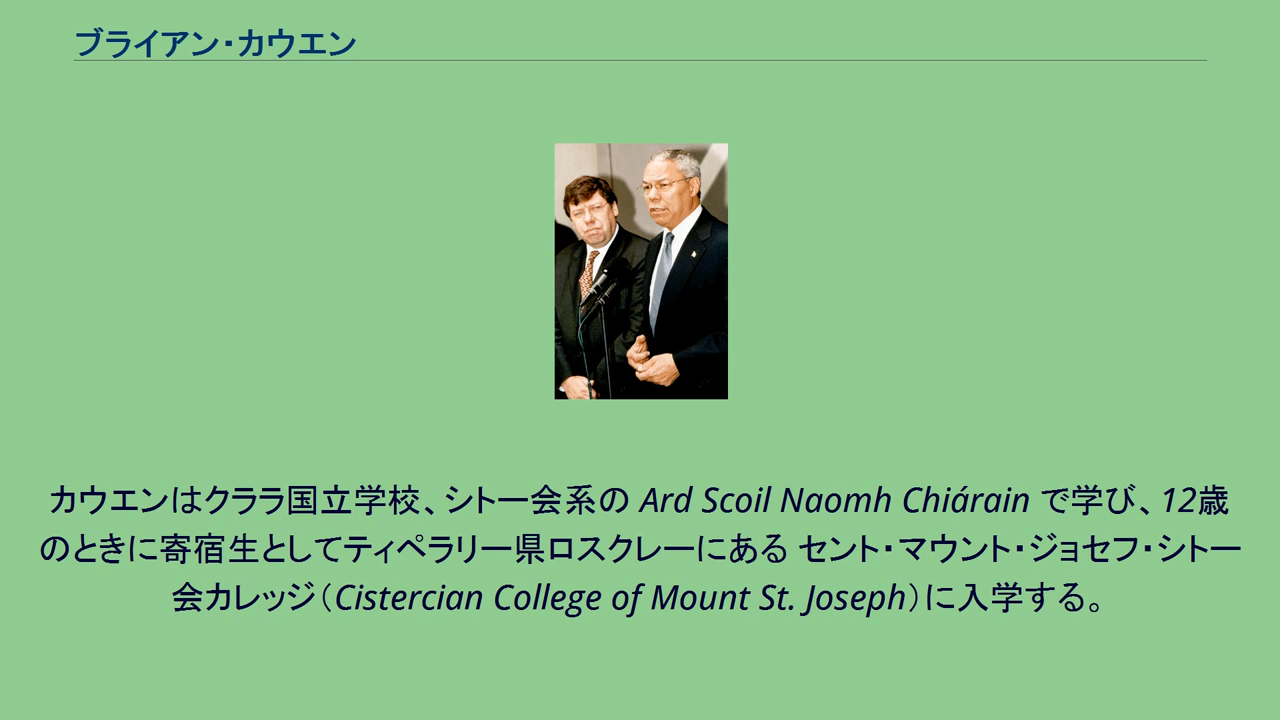 ブライアン・カウエン
カウエンはクララ国立学校、シトー会系の Ard Scoil Naomh Chiárain で学び、12歳
のときに寄宿生としてティペラリー県ロスクレーにある セント・マウント・ジョセフ・シトー
会カレッジ（Cistercian College of Mount St. Joseph）に入学する。